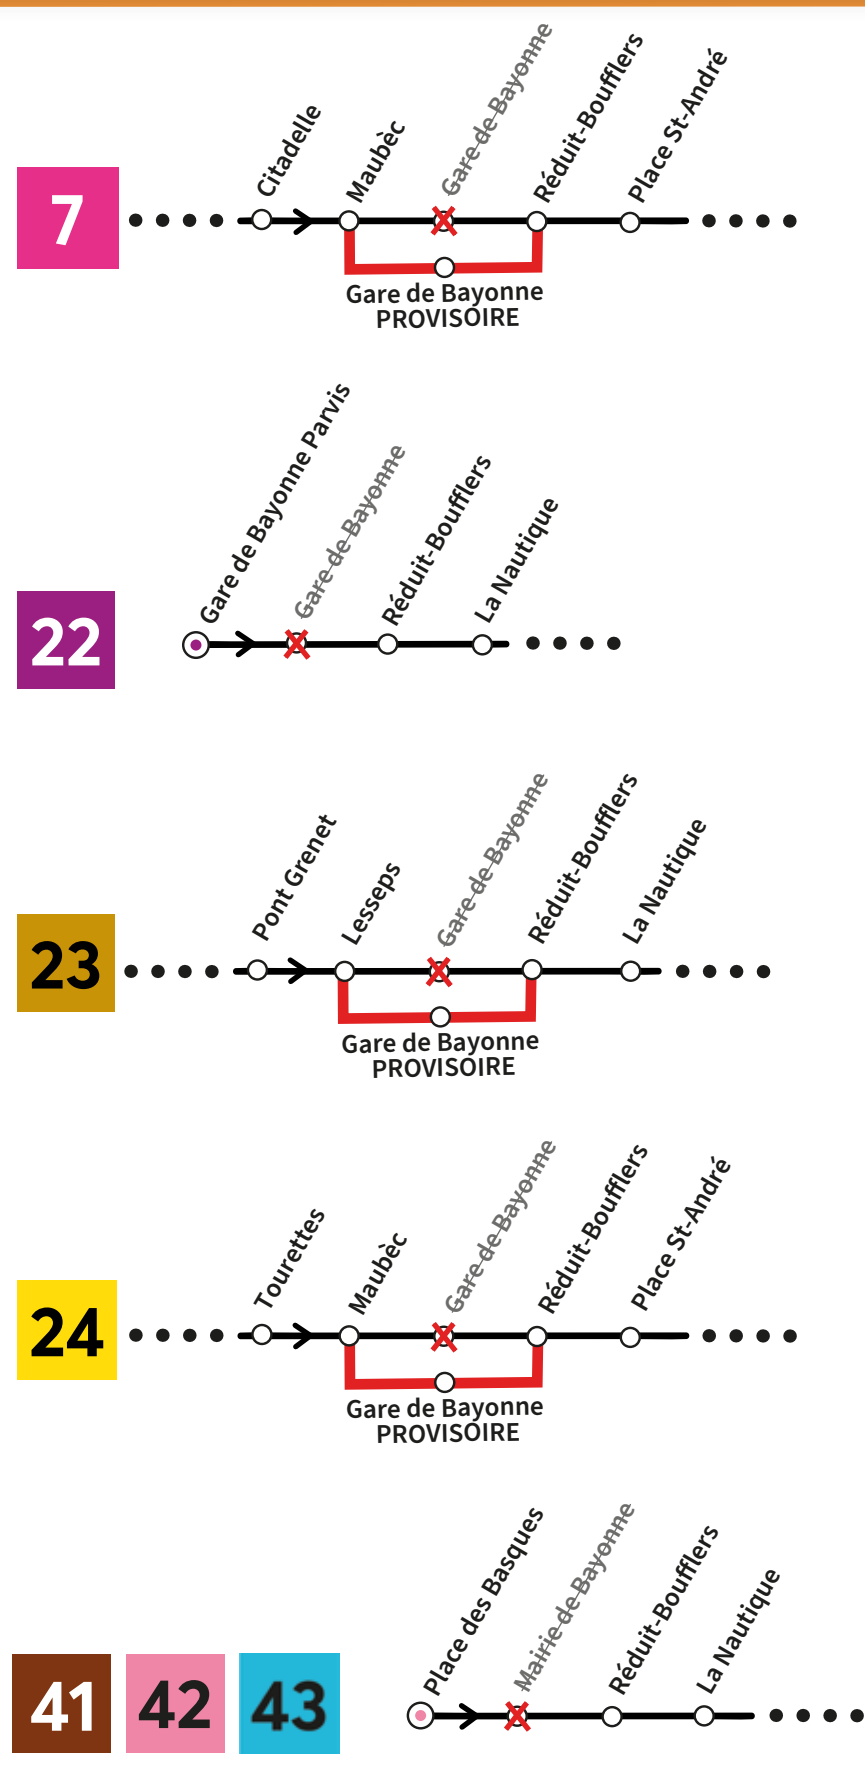 7
Citadelle
Maubèc
Gare de Bayonne
Réduit-Boufflers
Place St-André
Gare de Bayonne
PROVISOIRE
22
Gare de Bayonne Parvis
Gare de Bayonne
Réduit-Boufflers
La Nautique
23
Pont Grenet
Lesseps
Gare de Bayonne
Réduit-Boufflers
La Nautique
Gare de Bayonne
PROVISOIRE
24
Tourettes
Maubèc
Gare de Bayonne
Réduit-Boufflers
Place St-André
Gare de Bayonne
PROVISOIRE
41 42 43
Place des Basques
Mairie de Bayonne
Réduit-Boufflers
La Nautique